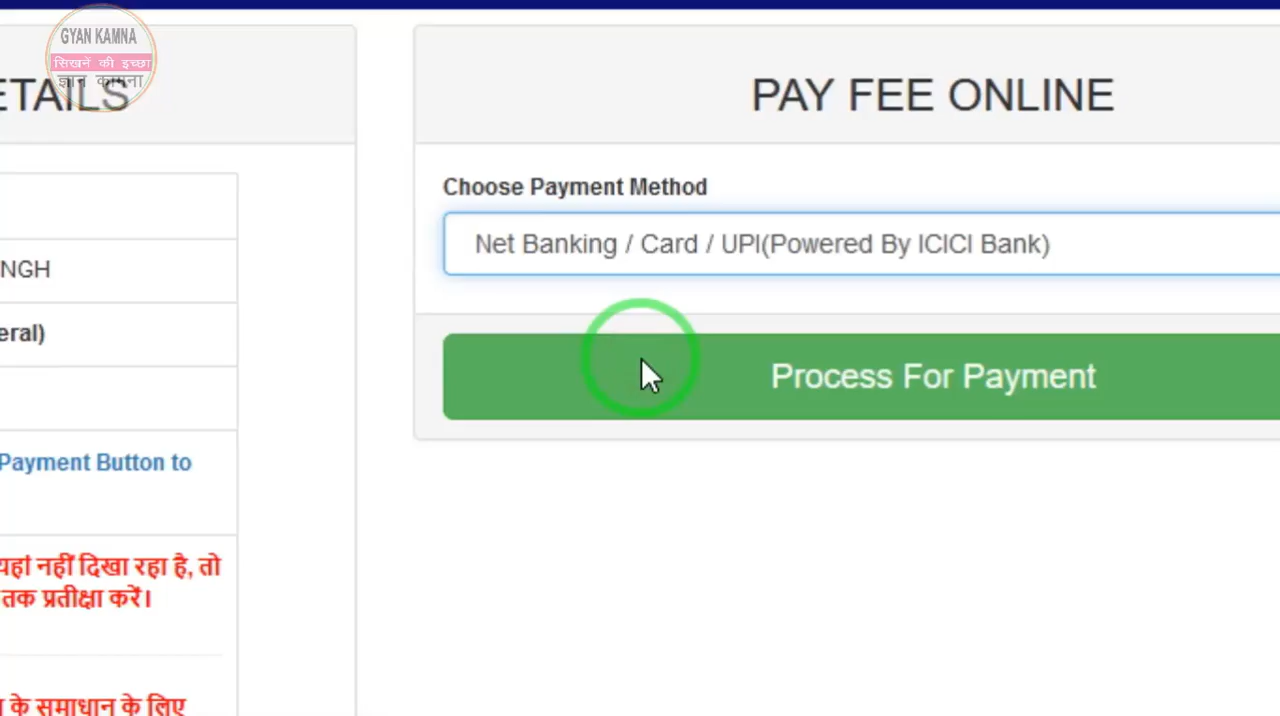 GYAN KAMNA
सिखनें की इच्छा
ज्ञान कामना
ETAILS
NGH
eral)
Payment Button to
यहां नहीं दिखा रहा है, तो
तक प्रतीक्षा करें।
के समाधान के लिए
PAY FEE ONLINE
Choose Payment Method
Net Banking / Card / UPI(Powered By ICICI Bank)
Process For Payment